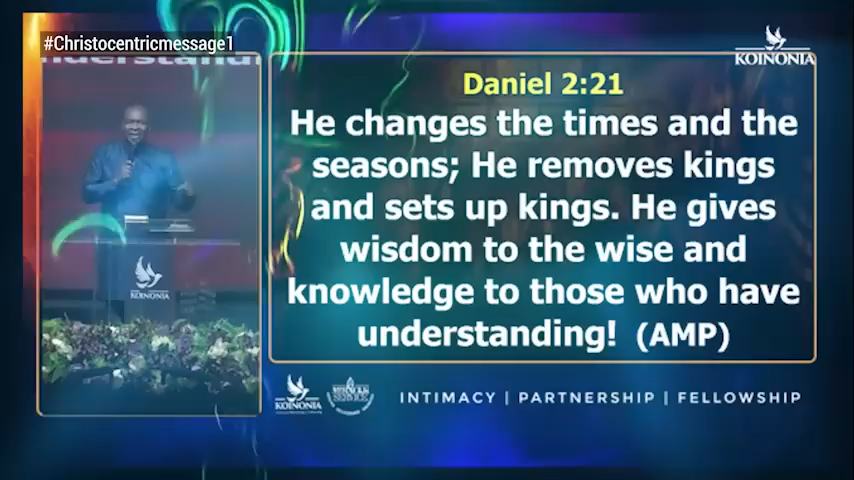 #Christocentricmessage1
KOINONIA
Daniel 2:21
He changes the times and the
seasons; He removes kings
and sets up kings. He gives
wisdom to the wise and
knowledge to those who have
understanding! (AMP)
KOINONIA
KOINONIA
INTIMACY | PARTNERSHIP | FELLOWSHIP